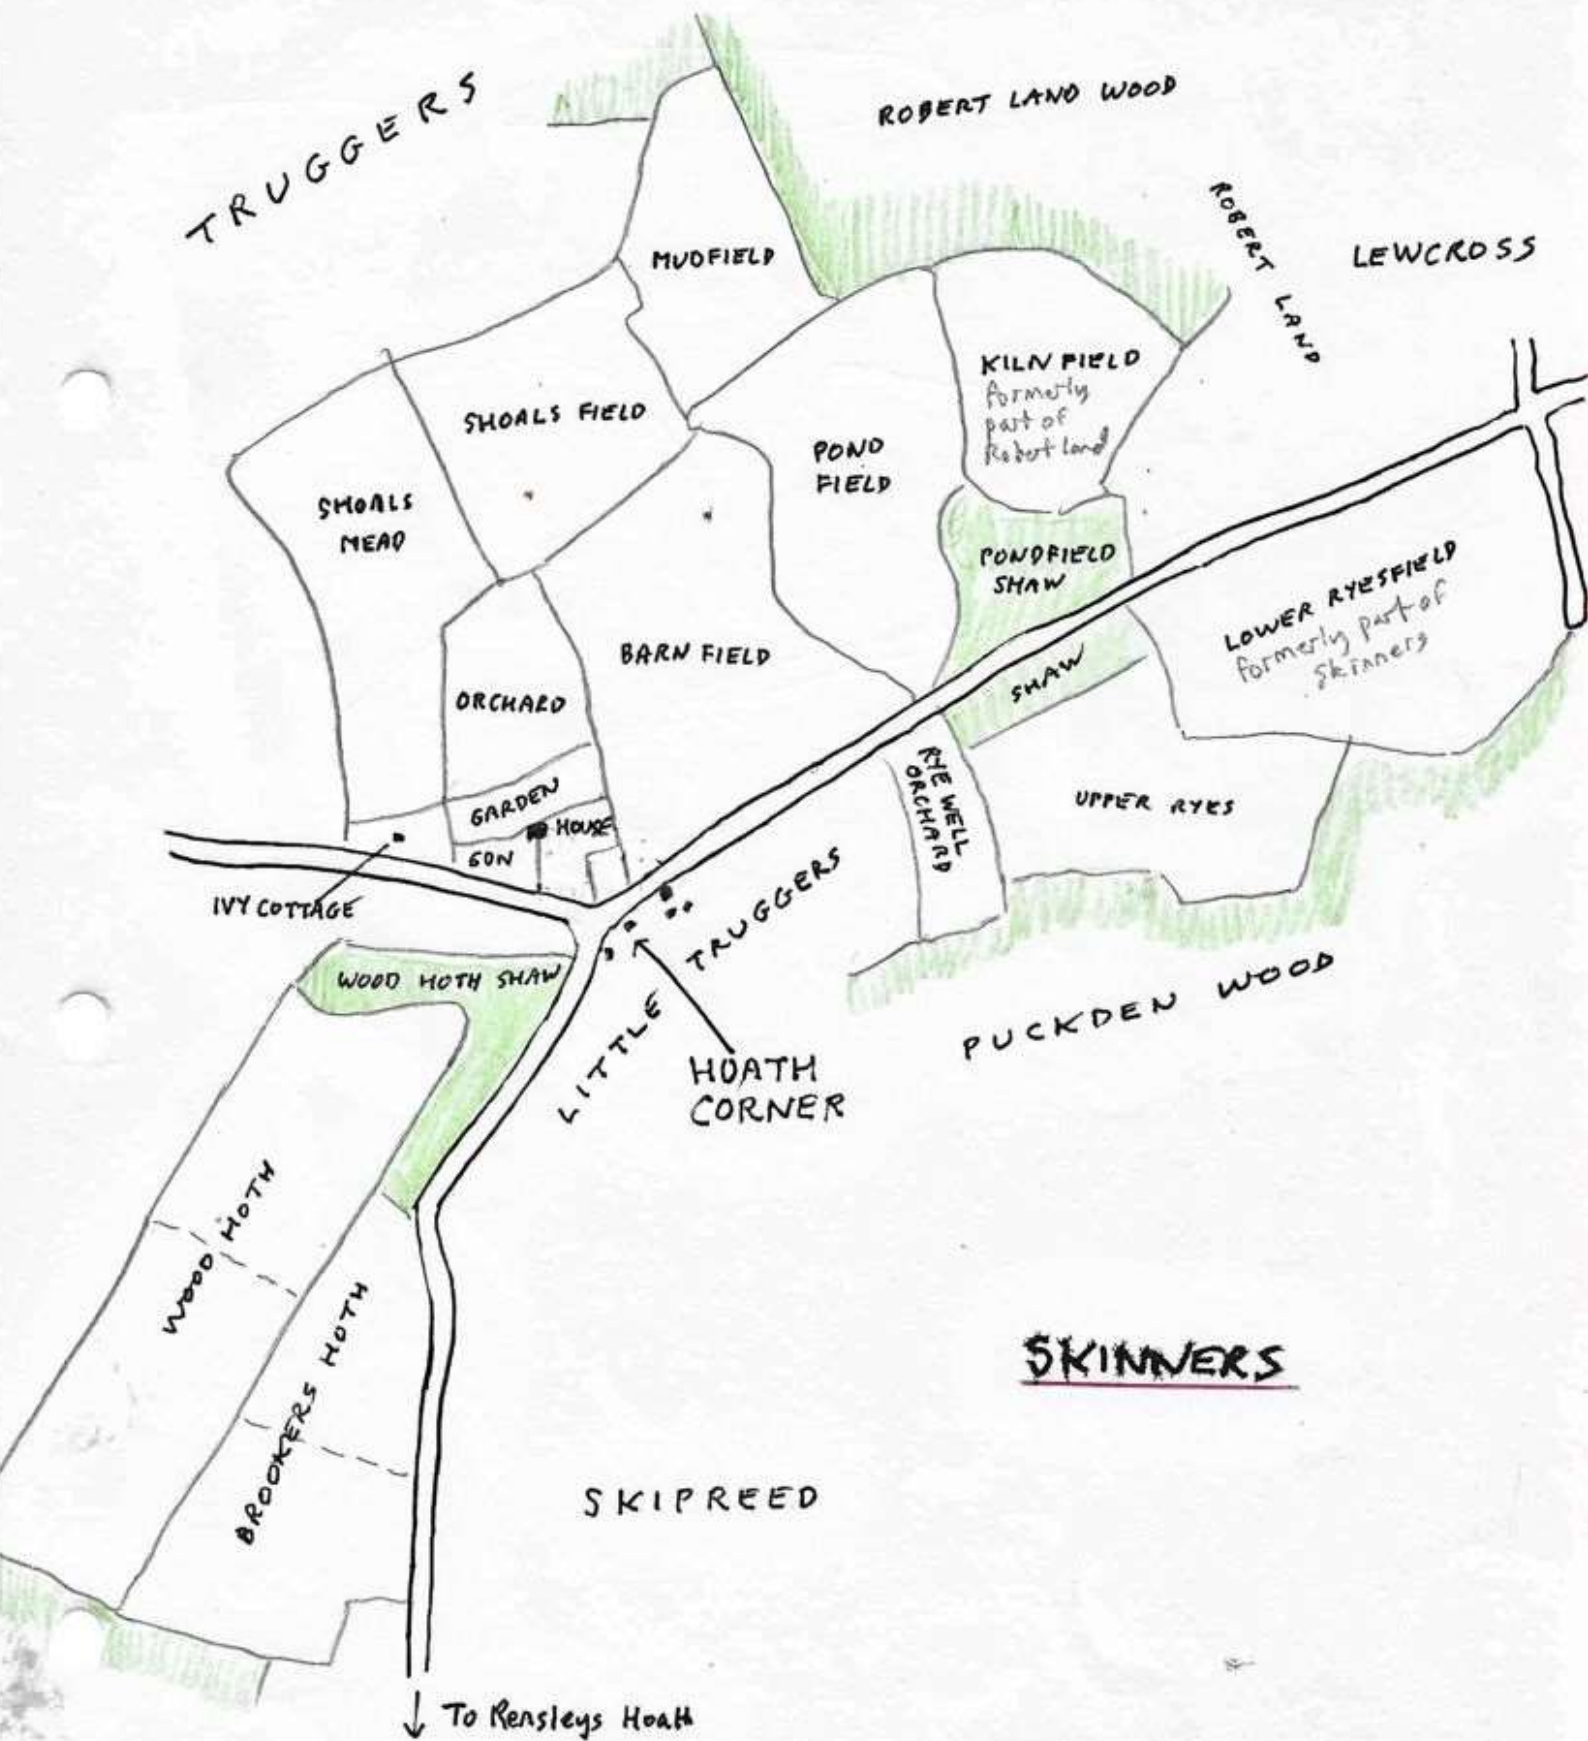 TRUGGERS
ROBERT LAND WOOD
ROBERT LAND
LEWCROSS
MUDFIELD
KILN FIELD
formerly
part of
Robert land
SHOALS FIELD
POND
FIELD
SHOALS
MEAD
PONDFIELD
SHAW
LOWER RYESFIELD
formerly part of
Skinners
BARN FIELD
SHAW
ORCHARD
RYE WELL
ORCHARD
UPPER RYES
GARDEN
HOUSE
GDN
IVY COTTAGE
LITTLE TRUGGERS
WOOD HOTH SHAW
PUCKDEN WOOD
HOATH
CORNER
WOOD HOTH
BROOKERS HOTH
SKINNERS
SKIPREED
To Rensleys Hoath